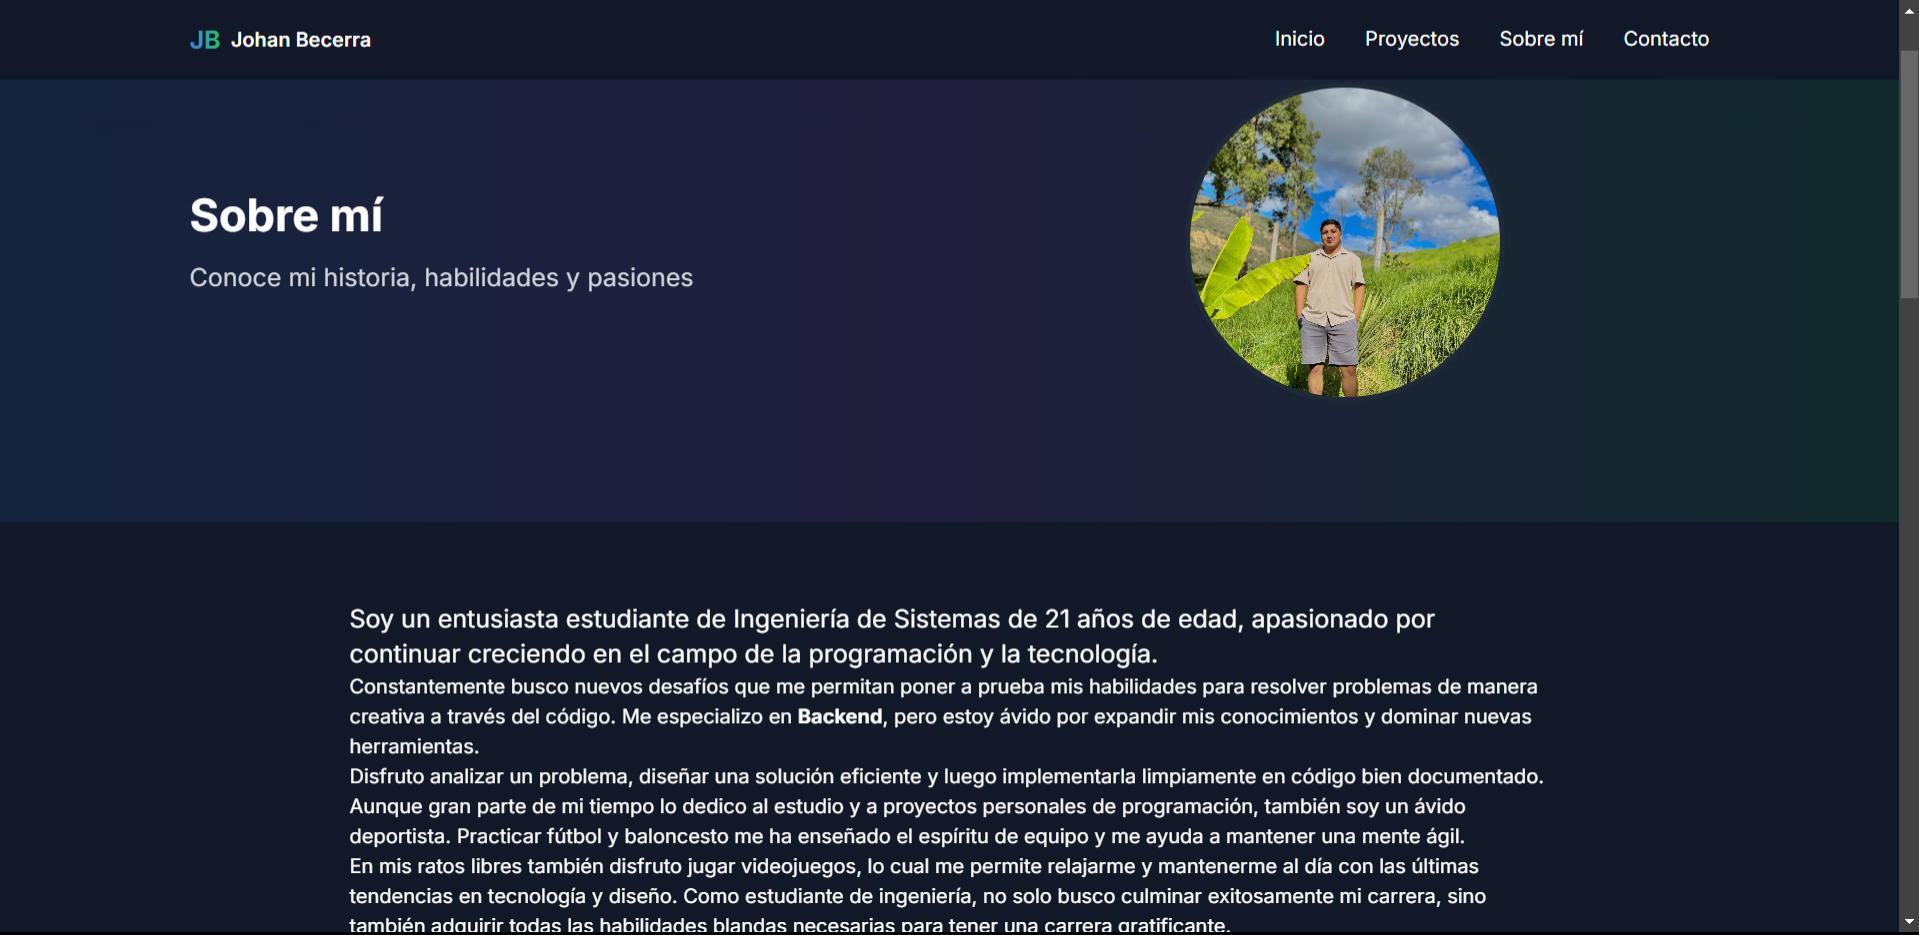 JB Johan Becerra
Inicio Proyectos Sobre mí Contacto
Sobre mí
Conoce mi historia, habilidades y pasiones
Soy un entusiasta estudiante de Ingeniería de Sistemas de 21 años de edad, apasionado por
continuar creciendo en el campo de la programación y la tecnología.
Constantemente busco nuevos desafíos que me permitan poner a prueba mis habilidades para resolver problemas de manera
creativa a través del código. Me especializo en Backend, pero estoy ávido por expandir mis conocimientos y dominar nuevas
herramientas.
Disfruto analizar un problema, diseñar una solución eficiente y luego implementarla limpiamente en código bien documentado.
Aunque gran parte de mi tiempo lo dedico al estudio y a proyectos personales de programación, también soy un ávido
deportista. Practicar fútbol y baloncesto me ha enseñado el espíritu de equipo y me ayuda a mantener una mente ágil.
En mis ratos libres también disfruto jugar videojuegos, lo cual me permite relajarme y mantenerme al día con las últimas
tendencias en tecnología y diseño. Como estudiante de ingeniería, no solo busco culminar exitosamente mi carrera, sino
también adquirir todas las habilidades blandas necesarias para tener una carrera gratificante.